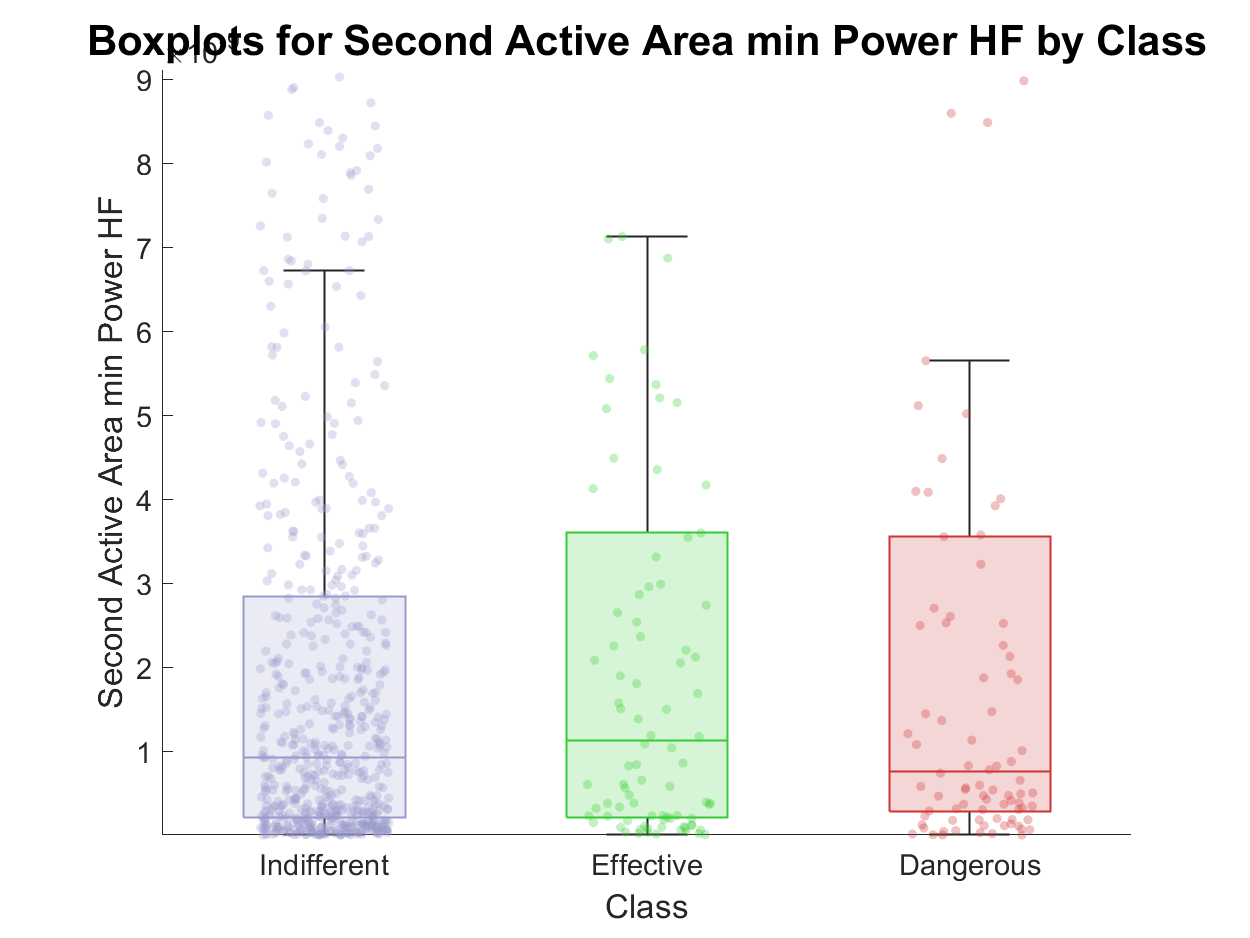 Boxplots for Second Active Area min Power HF by Class
9
8
7
6
5
4
3
2
1
Second Active Area min Power HF
Indifferent
Effective
Dangerous
Class